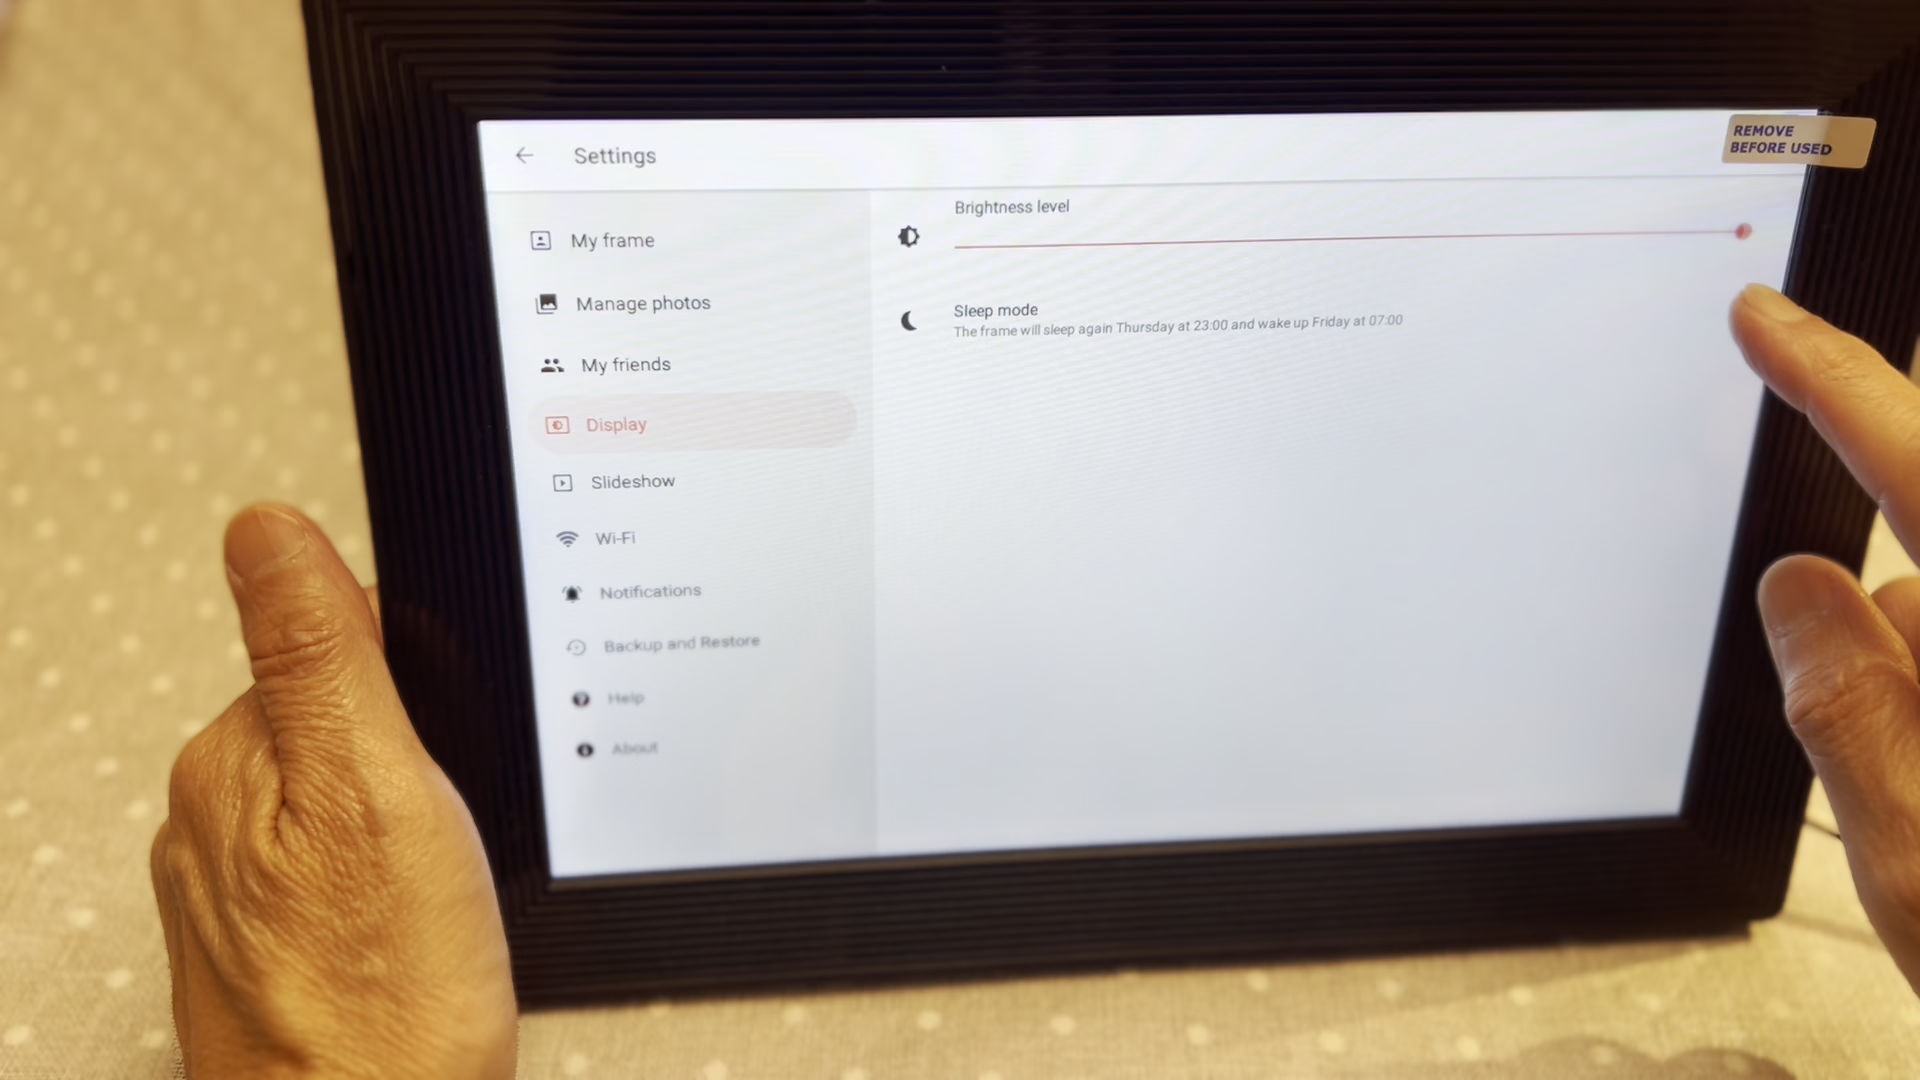 Settings
REMOVE
BEFORE USED
My frame
Manage photos
My friends
Display
Slideshow
Wi-Fi
Notifications
Backup and Restore
Help
About
Brightness level
Sleep mode
The frame will sleep again Thursday at 23:00 and wake up Friday at 07:00